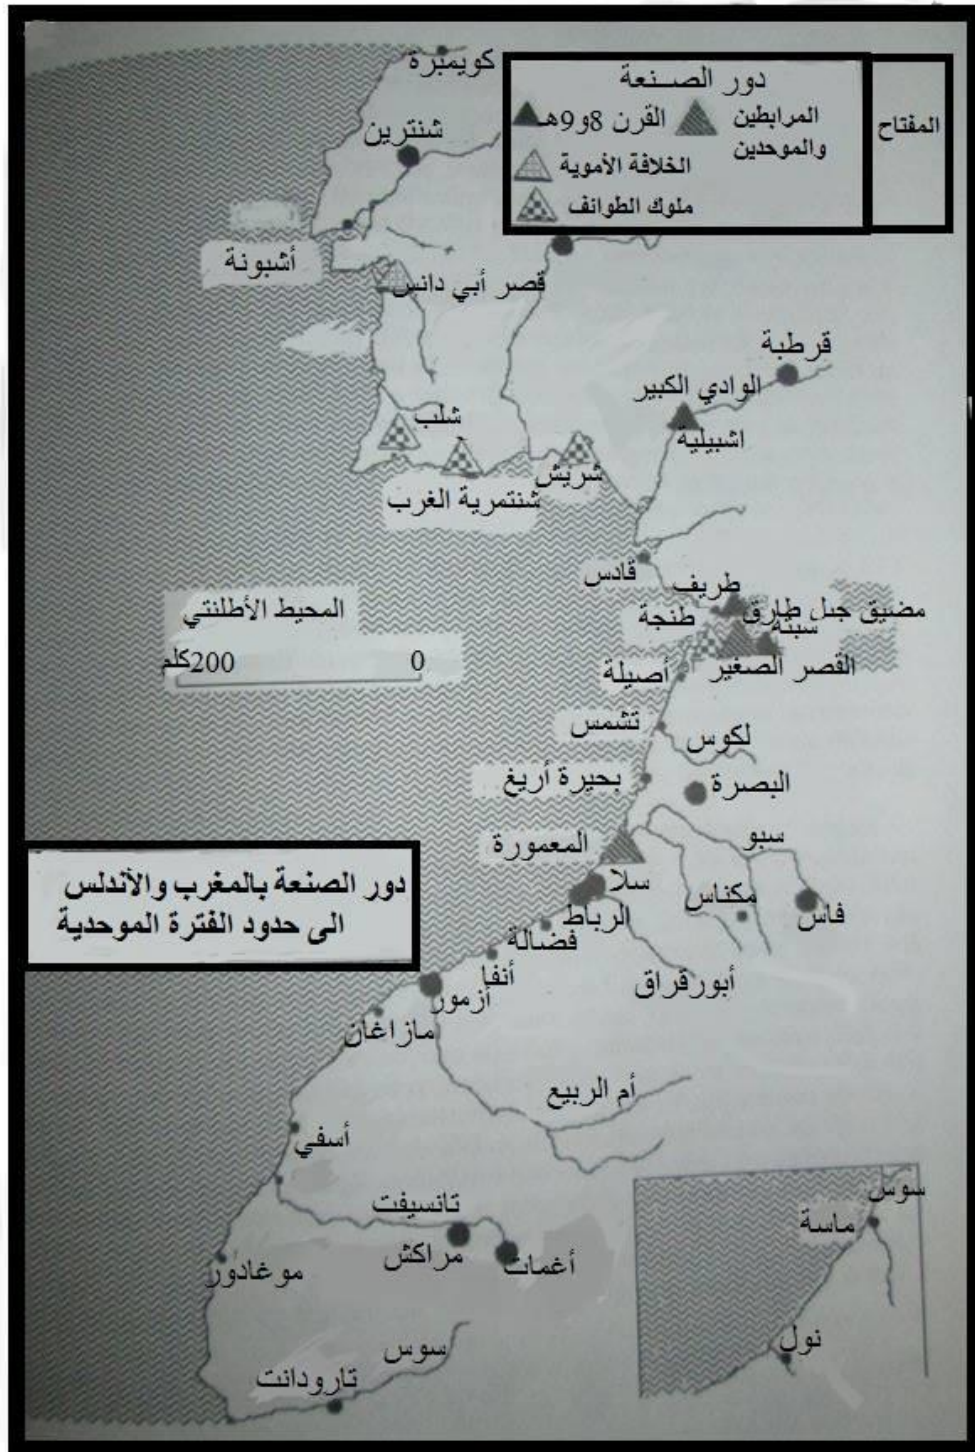 كويمبرة
دور الصنعة
القرن 8و9هـ
المرابطين
والموحدين
الخلافة الأموية
ملوك الطوائف
المفتاح
شنترين
أشبونة
قصر أبي دانس
قرطبة
الوادي الكبير
اشبيلية
شلب
شريش
شنتمرية الغرب
قادس
طريف
مضيق جبل طارق
طنجة
سبتة
القصر الصغير
المحيط الأطلنتي
200كلم
0
أصيلة
تشمس
لكوس
بحيرة أريغ
البصرة
المعمورة
سبو
سلا
مكناس
فاس
الرباط
فضالة
أنفا
أبورقراق
أزمور
مازاغان
دور الصنعة بالمغرب والأندلس
الى حدود الفترة الموحدية
أم الربيع
أسفي
تانسيفت
مراكش
أغمات
موغادور
سوس
تارودانت
سوس
ماسة
نول